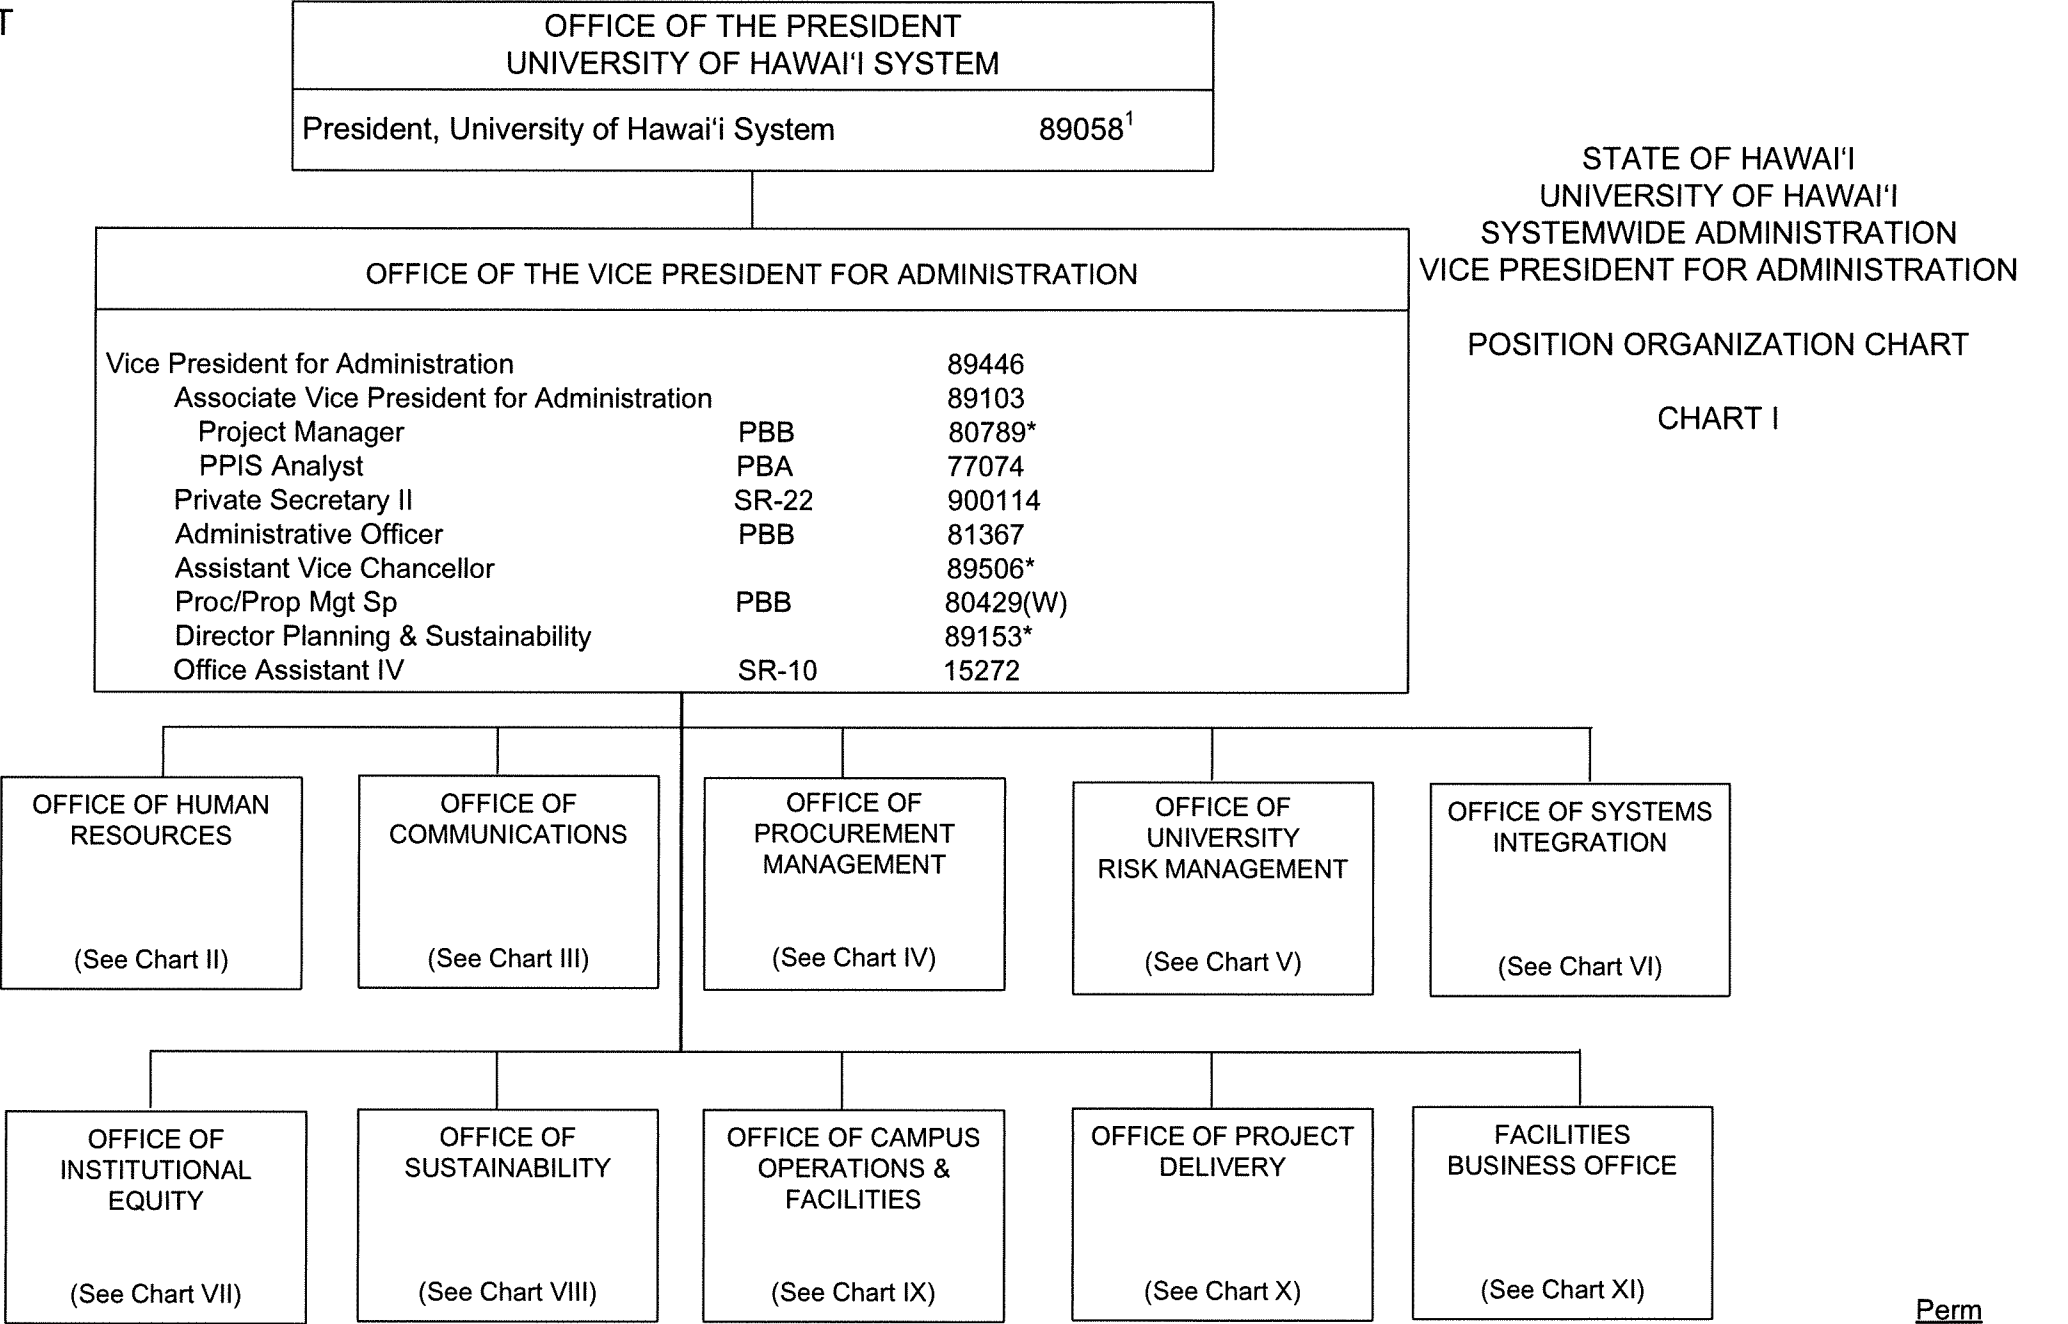 T
OFFICE OF THE PRESIDENT
UNIVERSITY OF HAWAI‘I SYSTEM
President, University of Hawai‘i System 89058¹
STATE OF HAWAI‘I
UNIVERSITY OF HAWAI‘I
SYSTEMWIDE ADMINISTRATION
VICE PRESIDENT FOR ADMINISTRATION
POSITION ORGANIZATION CHART
CHART I
OFFICE OF THE VICE PRESIDENT FOR ADMINISTRATION
Vice President for Administration 89446
Associate Vice President for Administration 89103
Project Manager PBB 80789*
PPIS Analyst PBA 77074
Private Secretary II SR-22 900114
Administrative Officer PBB 81367
Assistant Vice Chancellor 89506*
Proc/Prop Mgt Sp PBB 80429(W)
Director Planning & Sustainability 89153*
Office Assistant IV SR-10 15272
OFFICE OF HUMAN
RESOURCES
(See Chart II)
OFFICE OF
COMMUNICATIONS
(See Chart III)
OFFICE OF
PROCUREMENT
MANAGEMENT
(See Chart IV)
OFFICE OF
UNIVERSITY
RISK MANAGEMENT
(See Chart V)
OFFICE OF SYSTEMS
INTEGRATION
(See Chart VI)
OFFICE OF
INSTITUTIONAL
EQUITY
(See Chart VII)
OFFICE OF
SUSTAINABILITY
(See Chart VIII)
OFFICE OF CAMPUS
OPERATIONS &
FACILITIES
(See Chart IX)
OFFICE OF PROJECT
DELIVERY
(See Chart X)
FACILITIES
BUSINESS OFFICE
(See Chart XI)
Perm